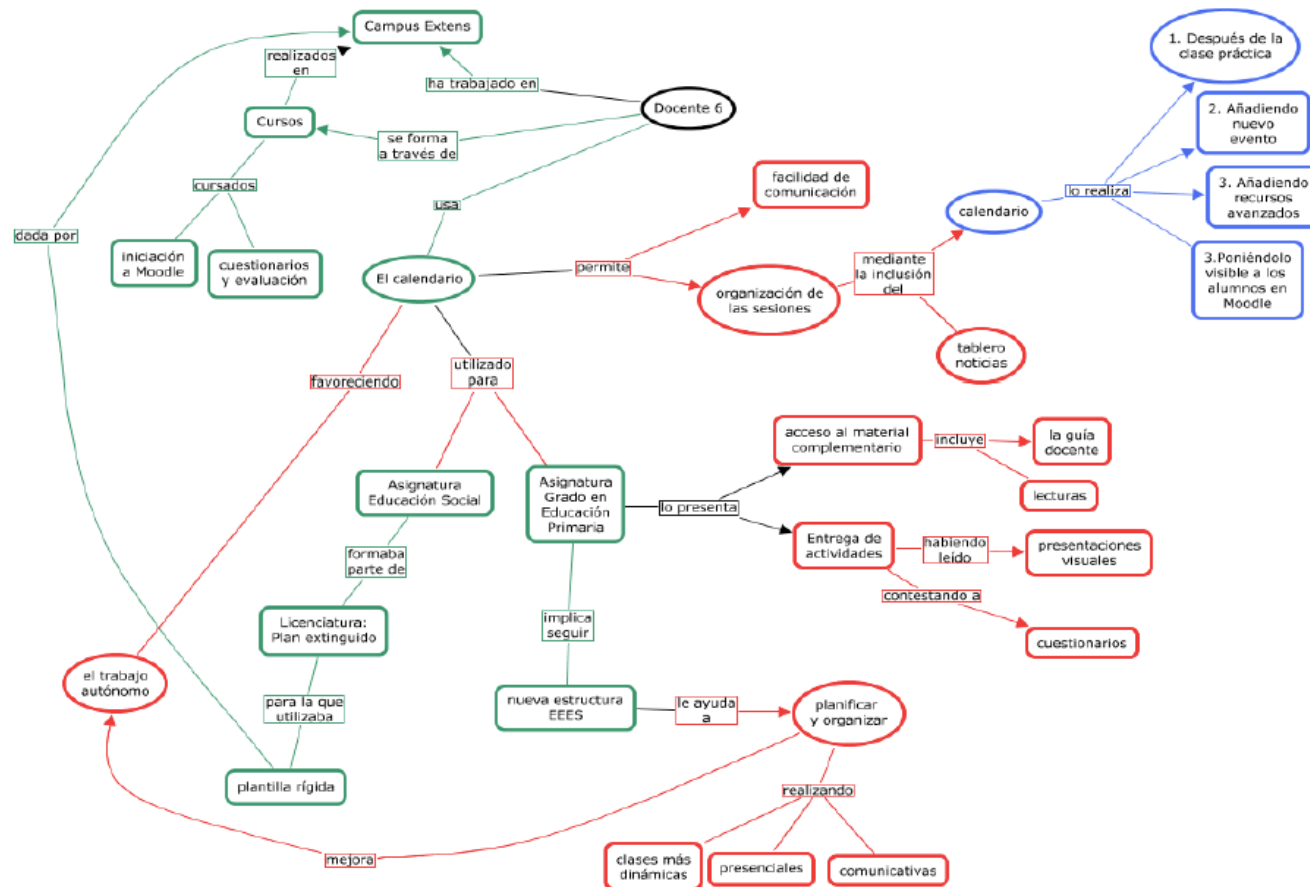 Campus Extens
1. Después de la
clase práctica
realizados
en
ha trabajado en
Docente 6
2. Añadiendo
nuevo
evento
Cursos
se forma
a través de
facilidad de
comunicación
cursados
lo realiza
3. Añadiendo
recursos
avanzados
usa
calendario
dada por
iniciación
a Moodle
cuestionarios
y evaluación
El calendario
permite
mediante
la inclusión
del
3.Poniéndolo
visible a los
alumnos en
Moodle
organización de
las sesiones
tablero
noticias
utilizado
para
favoreciendo
acceso al material
complementario
incluye
la guía
docente
Asignatura
Educación Social
Asignatura
Grado en
Educación
Primaria
lecturas
lo presenta
Entrega de
actividades
habiendo
leído
presentaciones
visuales
formaba
parte de
contestando a
Licenciatura:
Plan extinguido
implica
seguir
cuestionarios
el trabajo
autónomo
para la que
utilizaba
nueva estructura
EEES
le ayuda
a
planificar
y organizar
plantilla rígida
realizando
mejora
clases más
dinámicas
presenciales
comunicativas